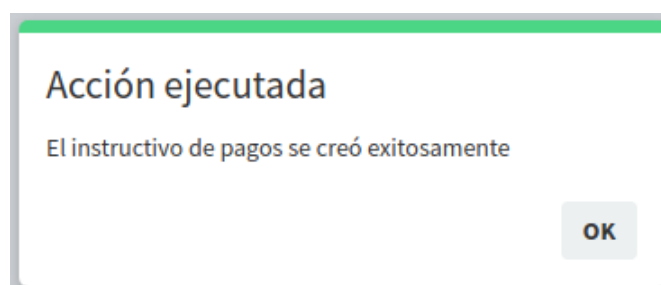 Acción ejecutada
El instructivo de pagos se creó exitosamente
OK